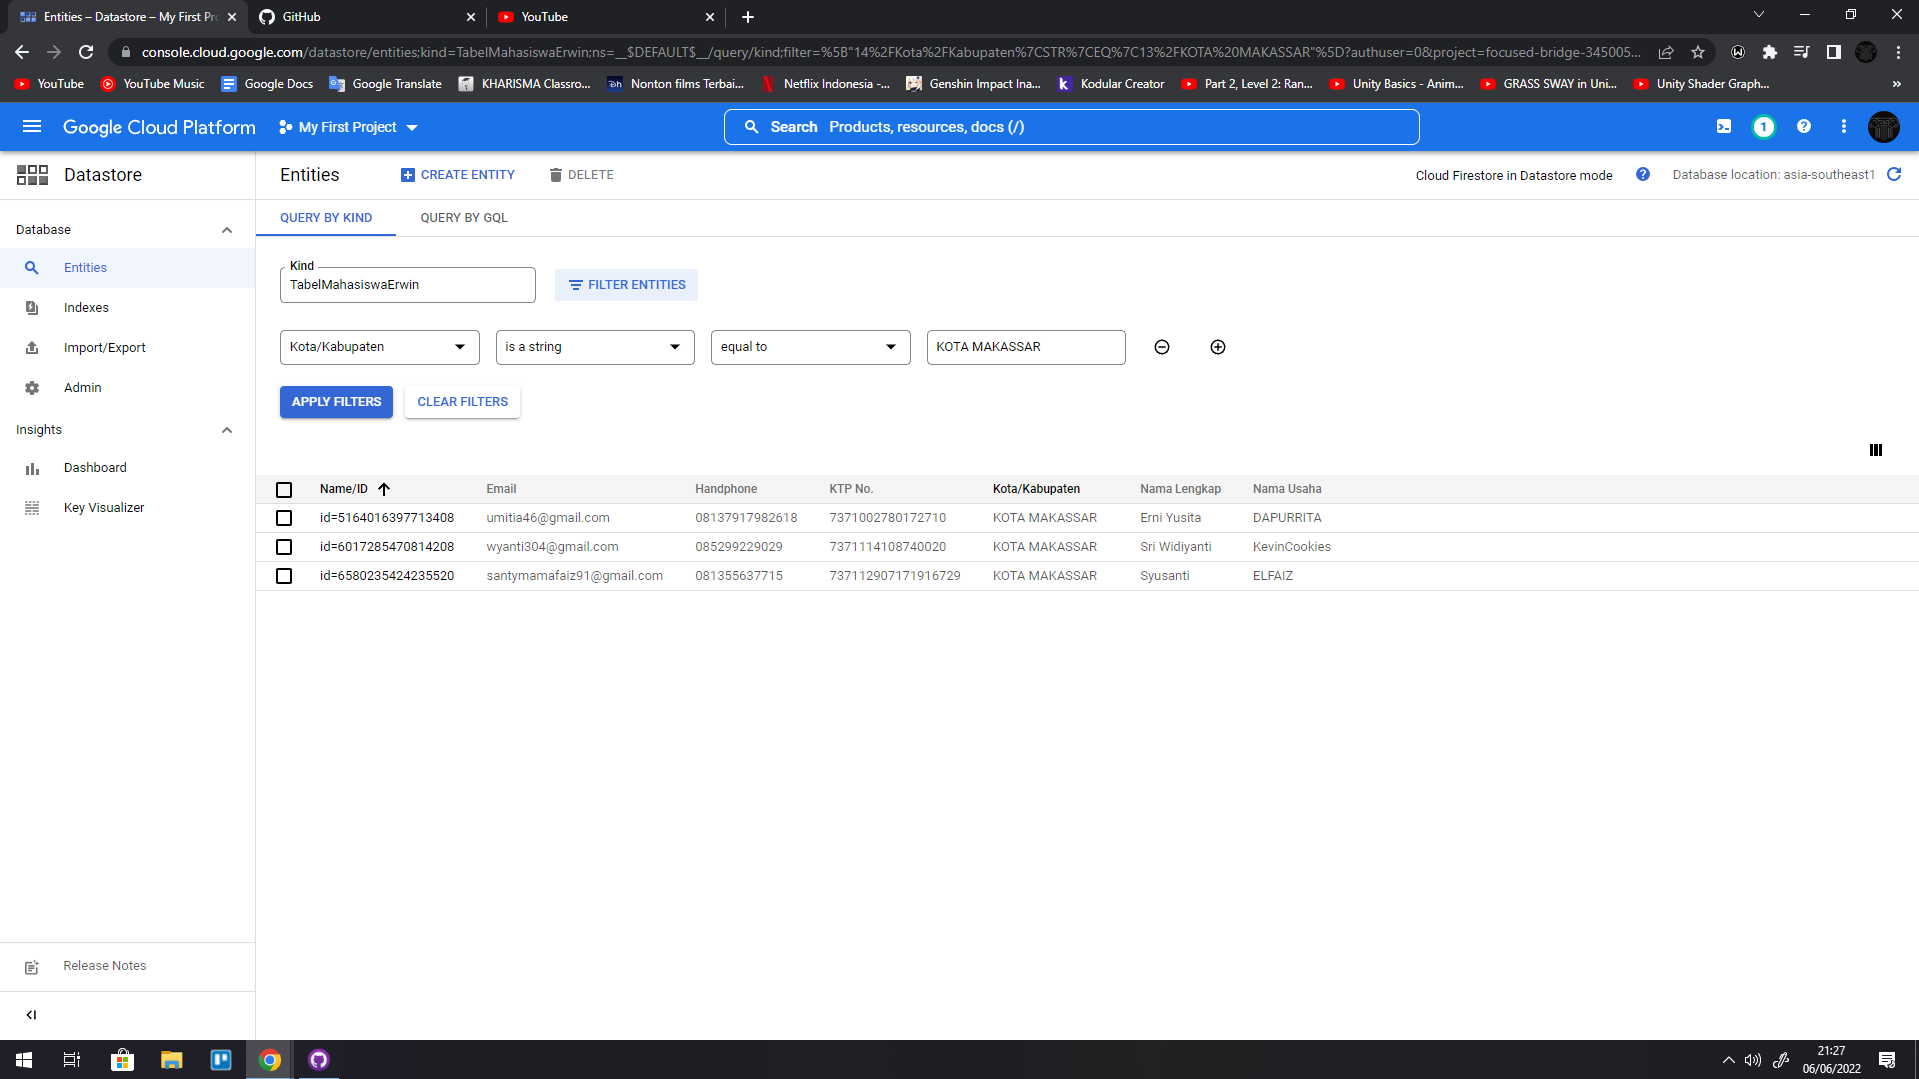 Entities – Datastore – My First Pro
GitHub
YouTube
console.cloud.google.com/datastore/entities;kind=TabelMahasiswaErwin;ns=__$DEFAULT$__/query/kind;filter=%5B"14%2FKota%2FKabupaten%7CSTR%7CEQ%7C13%2FKOTA%20MAKASSAR"%5D?authuser=0&project=focused-bridge-345005...
YouTube
YouTube Music
Google Docs
Google Translate
KHARISMA Classro...
Nonton films Terbai...
Netflix Indonesia -...
Genshin Impact Ina...
Kodular Creator
Part 2, Level 2: Ran...
Unity Basics - Anim...
GRASS SWAY in Uni...
Unity Shader Graph...
»
Google Cloud Platform
My First Project
Search Products, resources, docs (/)
1
Datastore
Entities
CREATE ENTITY
DELETE
Cloud Firestore in Datastore mode
Database location: asia-southeast1
QUERY BY KIND
QUERY BY GQL
Database
Entities
Indexes
Import/Export
Admin
Insights
Dashboard
Key Visualizer
Kind
TabelMahasiswaErwin
FILTER ENTITIES
Kota/Kabupaten
is a string
equal to
KOTA MAKASSAR
APPLY FILTERS
CLEAR FILTERS
Name/ID Email Handphone KTP No. Kota/Kabupaten Nama Lengkap Nama Usaha
id=5164016397713408 umitia46@gmail.com 08137917982618 7371002780172710 KOTA MAKASSAR Erni Yusita DAPURRITA
id=6017285470814208 wyanti304@gmail.com 085299229029 7371114108740020 KOTA MAKASSAR Sri Widiyanti KevinCookies
id=6580235424235520 santymamafaiz91@gmail.com 081355637715 737112907171916729 KOTA MAKASSAR Syusanti ELFAIZ
Release Notes
21:27
06/06/2022